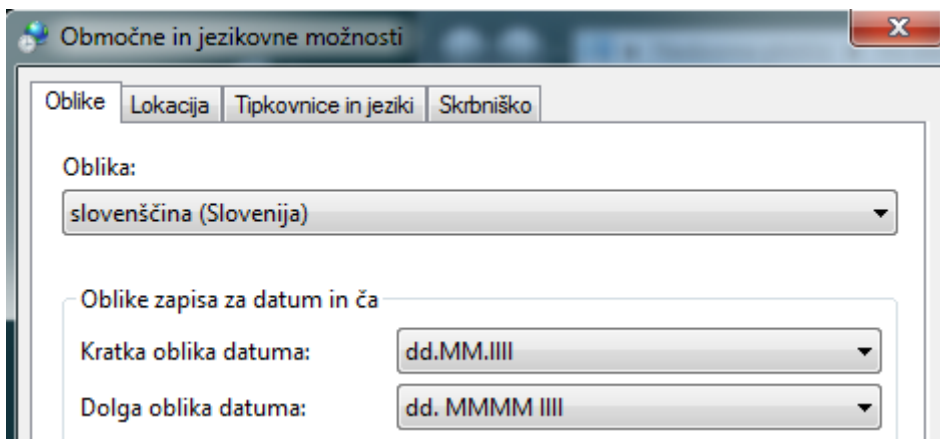 Območne in jezikovne možnosti
Oblike Lokacija Tipkovnice in jeziki Skrbniško
Oblika:
slovenščina (Slovenija)
Oblike zapisa za datum in ča
Kratka oblika datuma: dd.MM.llll
Dolga oblika datuma: dd. MMMM llll